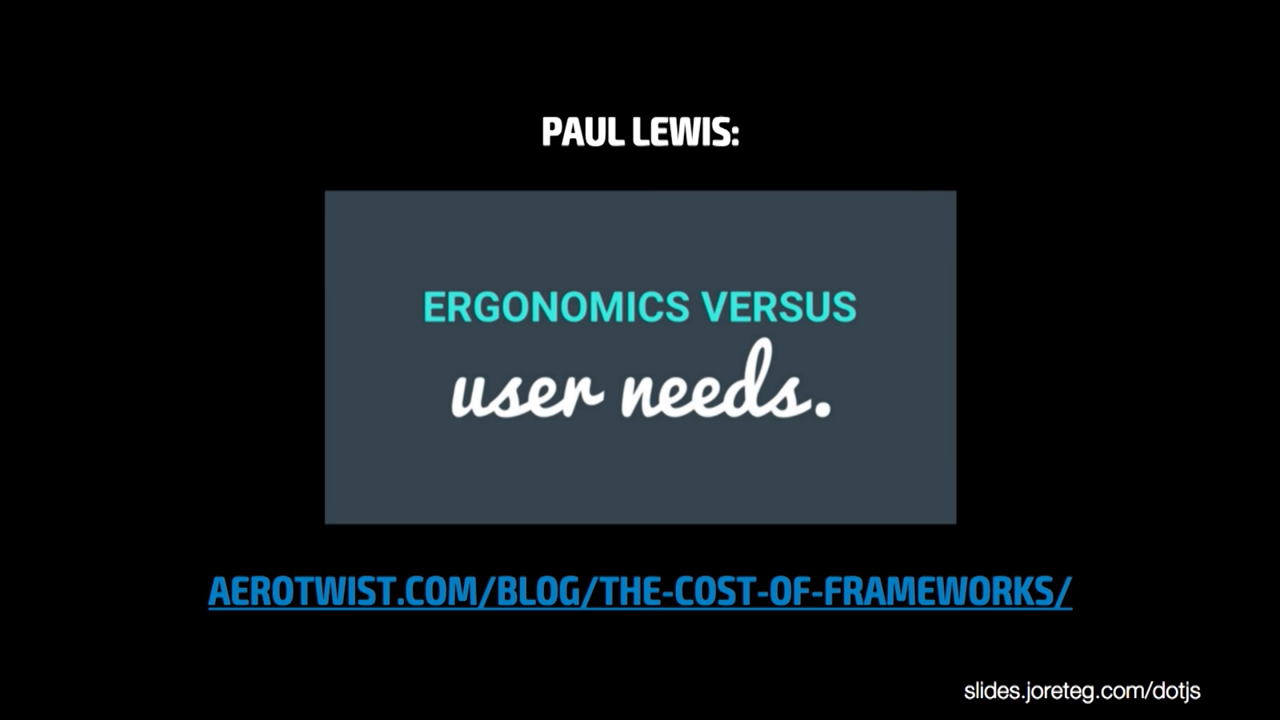 PAUL LEWIS:
ERGONOMICS VERSUS
user needs.
AEROTWIST.COM/BLOG/THE-COST-OF-FRAMEWORKS/
slides.joreteg.com/dotjs